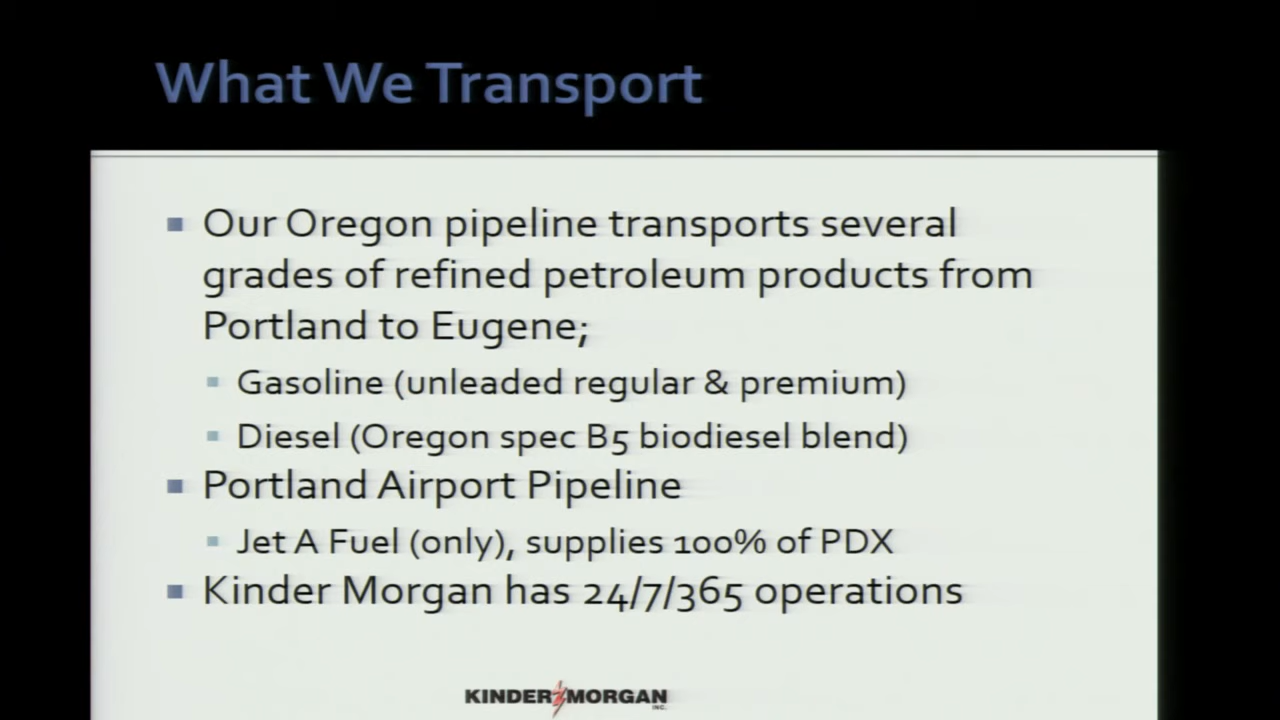 What We Transport
Our Oregon pipeline transports several
grades of refined petroleum products from
Portland to Eugene;
Gasoline (unleaded regular & premium)
Diesel (Oregon spec B5 biodiesel blend)
Portland Airport Pipeline
Jet A Fuel (only), supplies 100% of PDX
Kinder Morgan has 24/7/365 operations
KINDER MORGAN
INC.